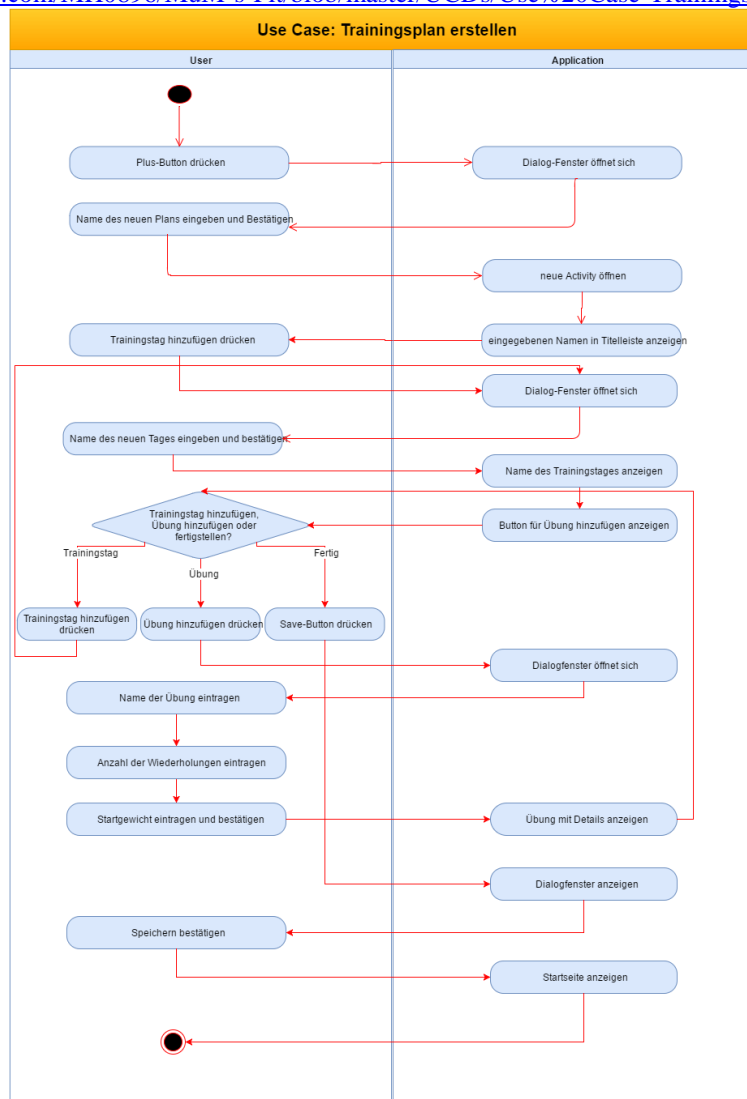 Use Case: Trainingsplan erstellen
User
Application
Plus-Button drücken
Dialog-Fenster öffnet sich
Name des neuen Plans eingeben und Bestätigen
neue Activity öffnen
Trainingstag hinzufügen drücken
eingegebenen Namen in Titelleiste anzeigen
Dialog-Fenster öffnet sich
Name des neuen Tages eingeben und bestätigen
Name des Trainingstages anzeigen
Trainingstag hinzufügen,
Übung hinzufügen oder
fertigstellen?
Button für Übung hinzufügen anzeigen
Trainingstag
Fertig
Übung
Trainingstag hinzufügen
drücken
Übung hinzufügen drücken
Save-Button drücken
Dialogfenster öffnet sich
Name der Übung eintragen
Anzahl der Wiederholungen eintragen
Startgewicht eintragen und bestätigen
Übung mit Details anzeigen
Dialogfenster anzeigen
Speichern bestätigen
Startseite anzeigen